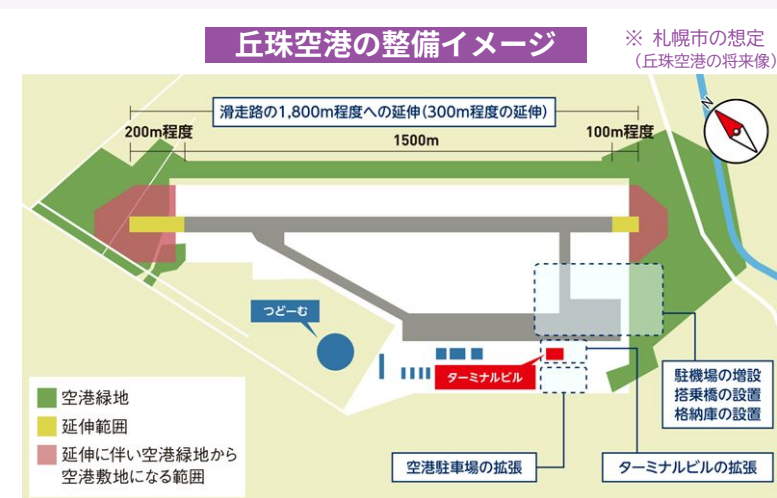 丘珠空港の整備イメージ
※ 札幌市の想定
（丘珠空港の将来像）
滑走路の1,800m程度への延伸（300m程度の延伸）
200m程度
1500m
100m程度
N
つどーむ
ターミナルビル
駐機場の増設
搭乗橋の設置
格納庫の設置
空港駐車場の拡張
ターミナルビルの拡張
空港緑地
延伸範囲
延伸に伴い空港緑地から
空港敷地になる範囲